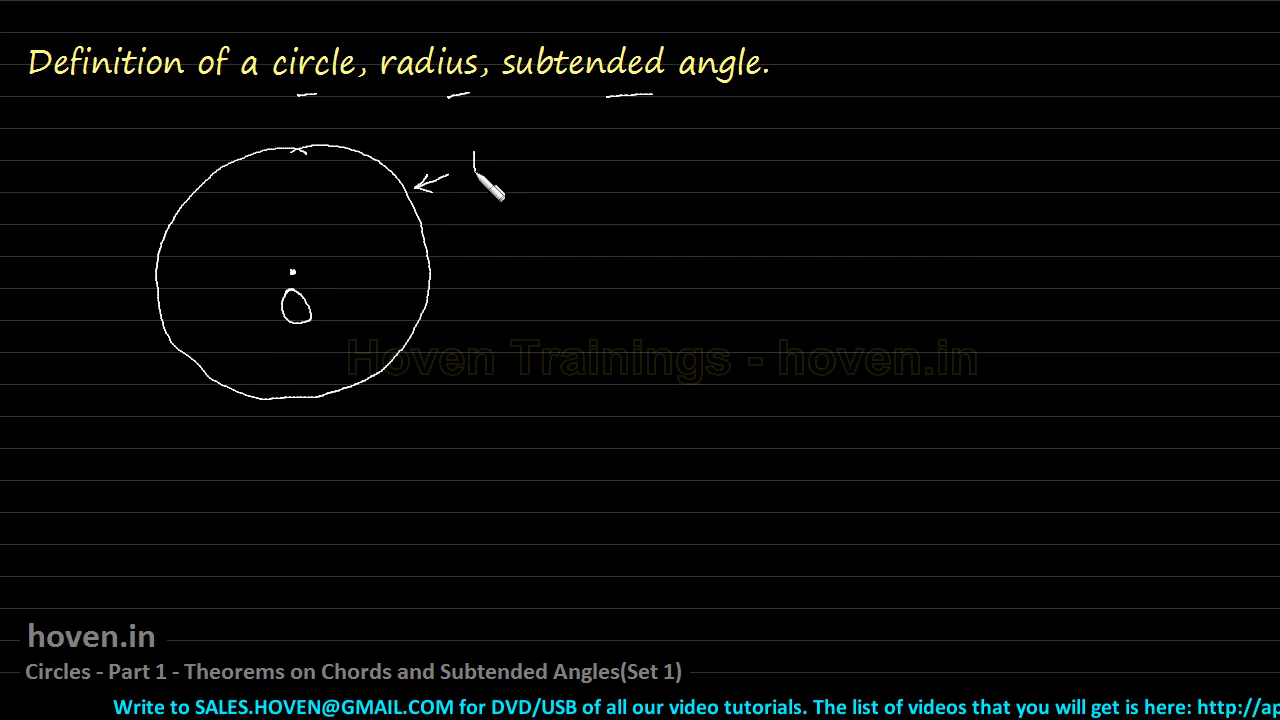 Definition of a circle, radius, subtended angle.
O
Hoven Trainings - hoven.in
hoven.in
Circles - Part 1 - Theorems on Chords and Subtended Angles(Set 1)
Write to SALES.HOVEN@GMAIL.COM for DVD/USB of all our video tutorials. The list of videos that you will get is here: http://ap